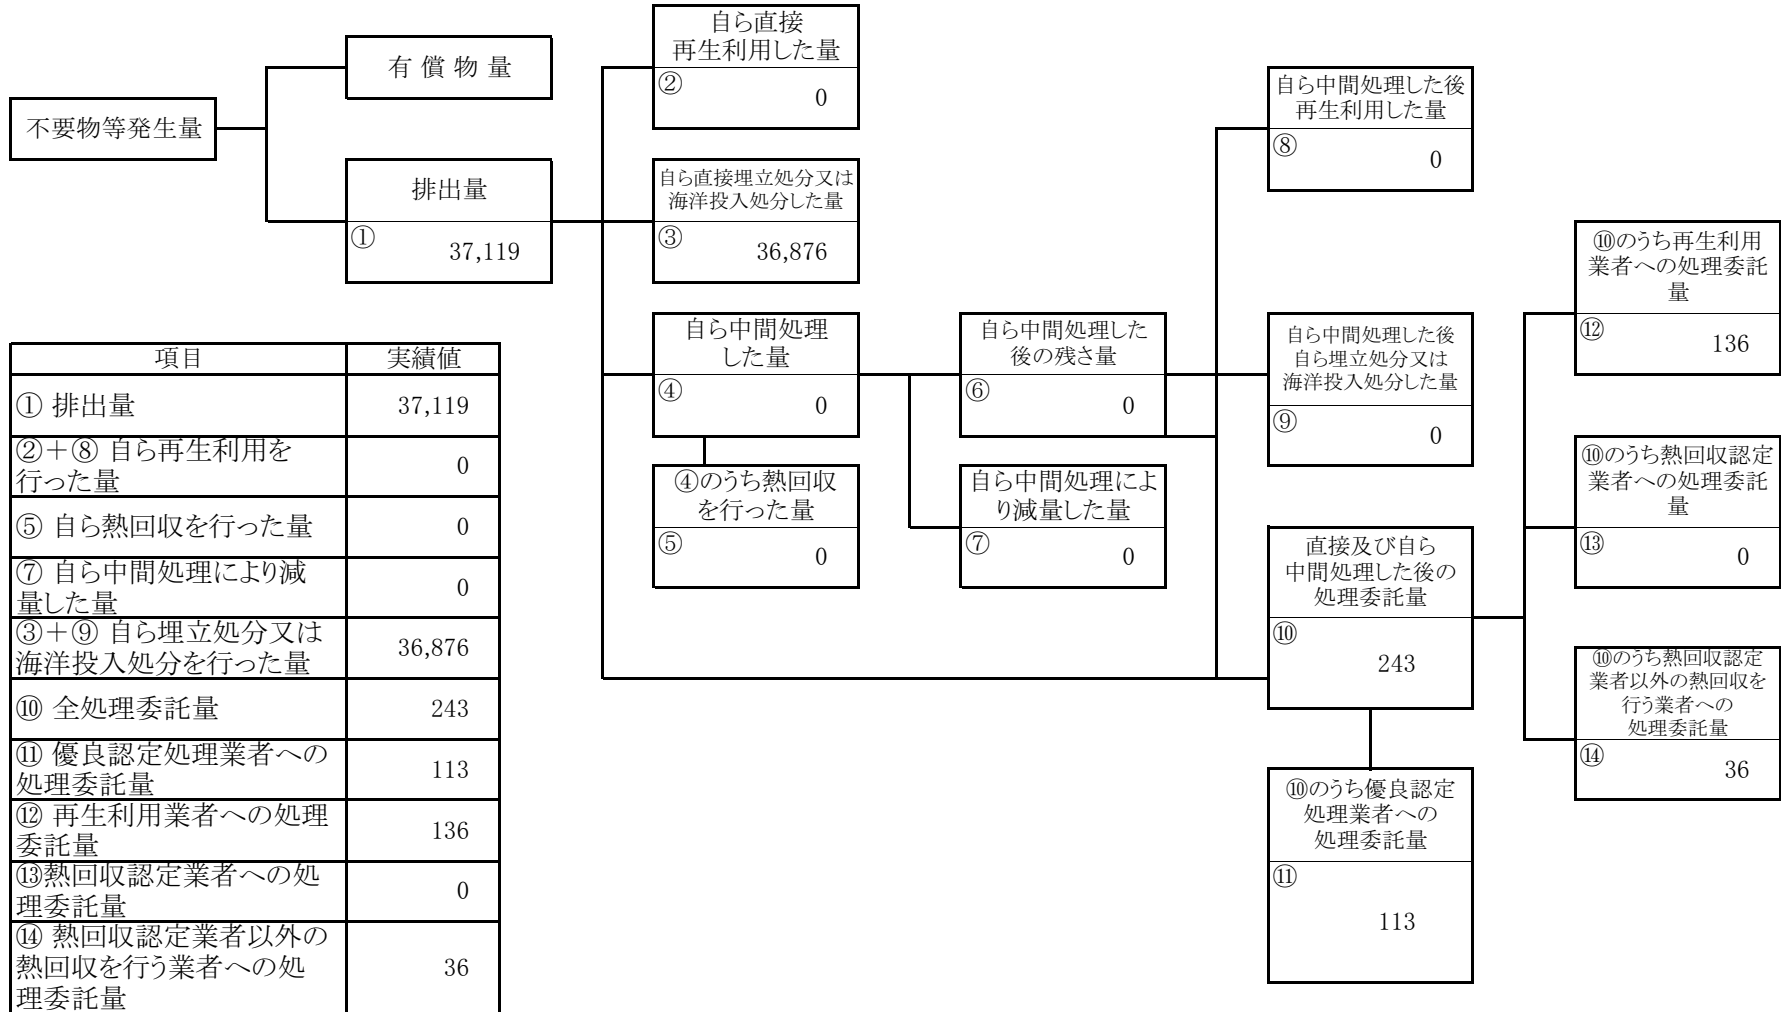 不要物等発生量
有 償 物 量
排出量
①
37,119
自ら直接
再生利用した量
②
0
自ら直接埋立処分又は
海洋投入処分した量
③
36,876
自ら中間処理
した量
④
0
④のうち熱回収
を行った量
⑤
0
自ら中間処理した
後の残さ量
⑥
0
自ら中間処理によ
り減量した量
⑦
0
自ら中間処理した後
再生利用した量
⑧
0
自ら中間処理した後
自ら埋立処分又は
海洋投入処分した量
⑨
0
直接及び自ら
中間処理した後の
処理委託量
⑩
243
⑩のうち優良認定
処理業者への
処理委託量
⑪
113
⑩のうち再生利用
業者への処理委託
量
⑫
136
⑩のうち熱回収認定
業者への処理委託
量
⑬
0
⑩のうち熱回収認定
業者以外の熱回収を
行う業者への
処理委託量
⑭
36
項目 実績値
① 排出量 37,119
②＋⑧ 自ら再生利用を
行った量 0
⑤ 自ら熱回収を行った量 0
⑦ 自ら中間処理により減
量した量 0
③＋⑨ 自ら埋立処分又は
海洋投入処分を行った量 36,876
⑩ 全処理委託量 243
⑪ 優良認定処理業者への
処理委託量 113
⑫ 再生利用業者への処理
委託量 136
⑬熱回収認定業者への処
理委託量 0
⑭ 熱回収認定業者以外の
熱回収を行う業者への処 36
理委託量